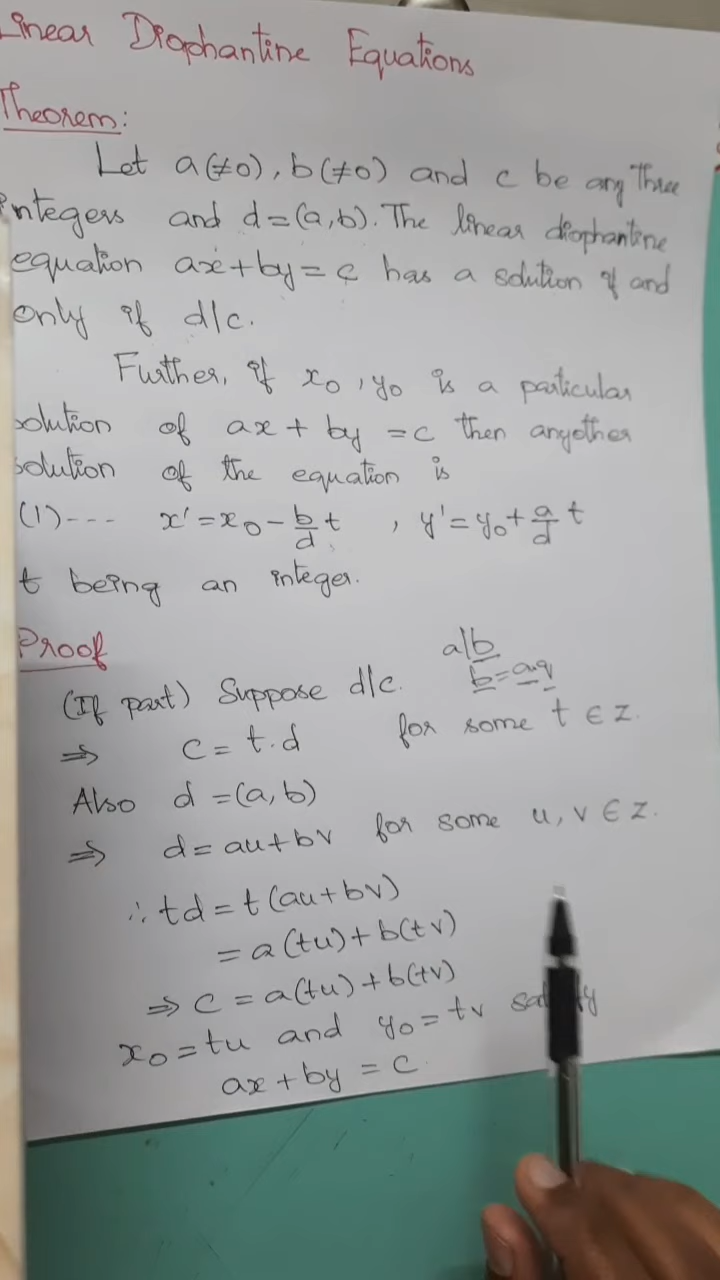 Linear Diophantine Equations
Theorem:
Let a(≠0), b(≠0) and c be any three
integers and d=(a,b). The linear diophantine
equation ax+by=c has a solution if and
only if d/c.
Further, if x₀, y₀ is a particular
solution of ax + by = c then anyother
solution of the equation is
(1)--- x'=x₀-b/d t , y'=y₀+a/d t
t being an integer.
Proof
a|b
b=aq
(If part) Suppose d/c.
⇒ c = t.d for some t ∈ z.
Also d =(a,b)
⇒ d= au+bv for some u, v ∈ z.
∴ td = t(au+bv)
= a(tu)+b(tv)
⇒ c = a(tu)+b(tv)
x₀=tu and y₀=tv satisfy
ax+by = c